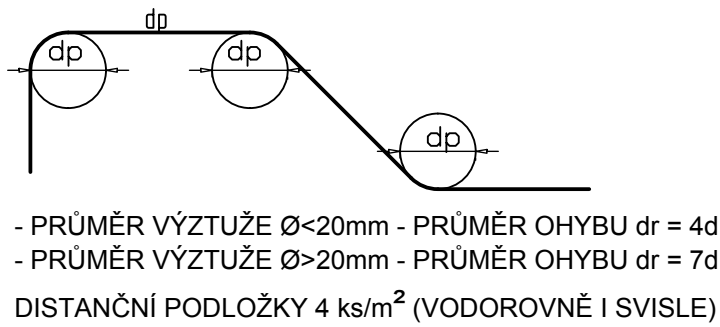 dp
dp dp
dp
- PRŮMĚR VÝZTUŽE Ø<20mm - PRŮMĚR OHYBU dr = 4d
- PRŮMĚR VÝZTUŽE Ø>20mm - PRŮMĚR OHYBU dr = 7d
DISTANČNÍ PODLOŽKY 4 ks/m² (VODOROVNĚ I SVISLE)